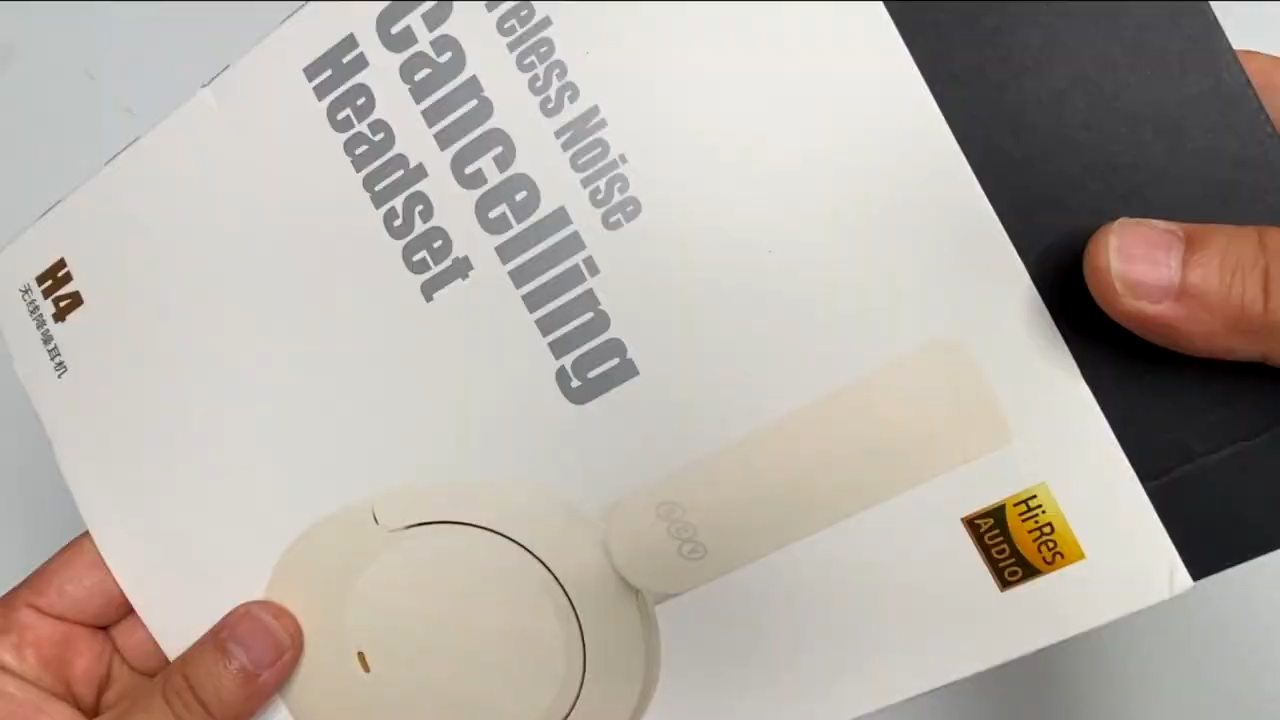 eless Noise
Cancelling
Headset
H4
无线降噪耳机
Hi-Res
AUDIO